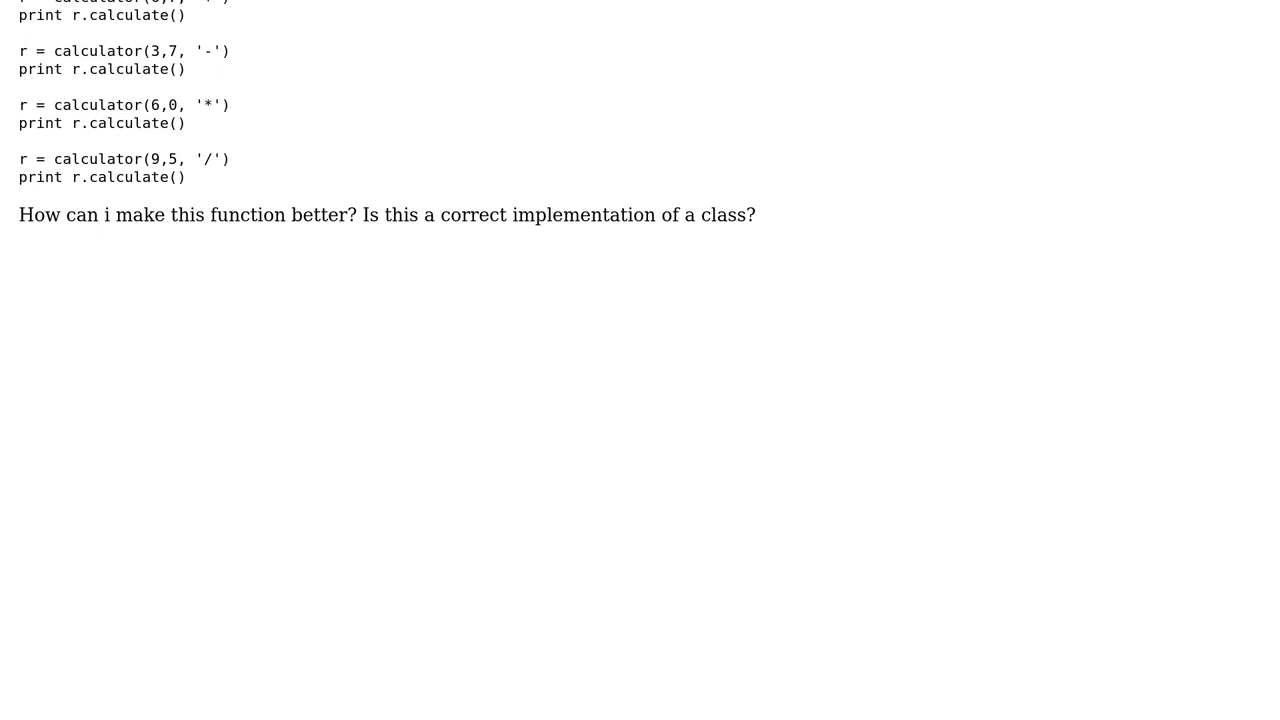 print r.calculate()
r = calculator(3,7, '-')
print r.calculate()
r = calculator(6,0, '*')
print r.calculate()
r = calculator(9,5, '/')
print r.calculate()
How can i make this function better? Is this a correct implementation of a class?